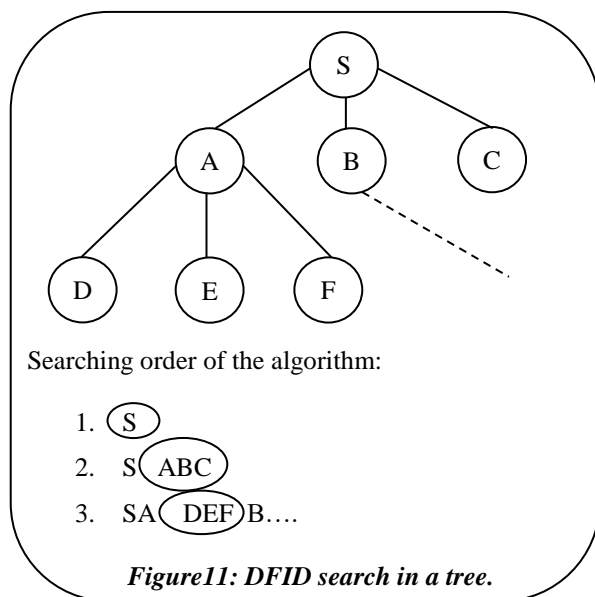 S
A B C
D E F
Searching order of the algorithm:
1. S
2. S ABC
3. SA DEF B....
Figure11: DFID search in a tree.